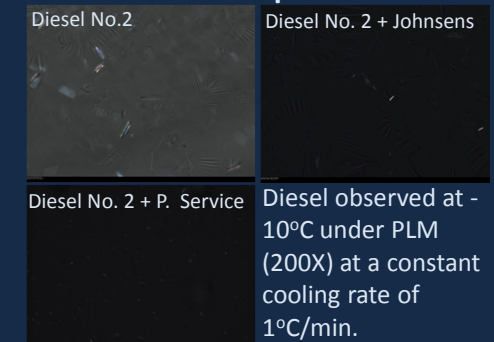 Diesel No.2
Diesel No. 2 + Johnsens
Diesel No. 2 + P. Service
Diesel observed at -
10°C under PLM
(200X) at a constant
cooling rate of
1°C/min.